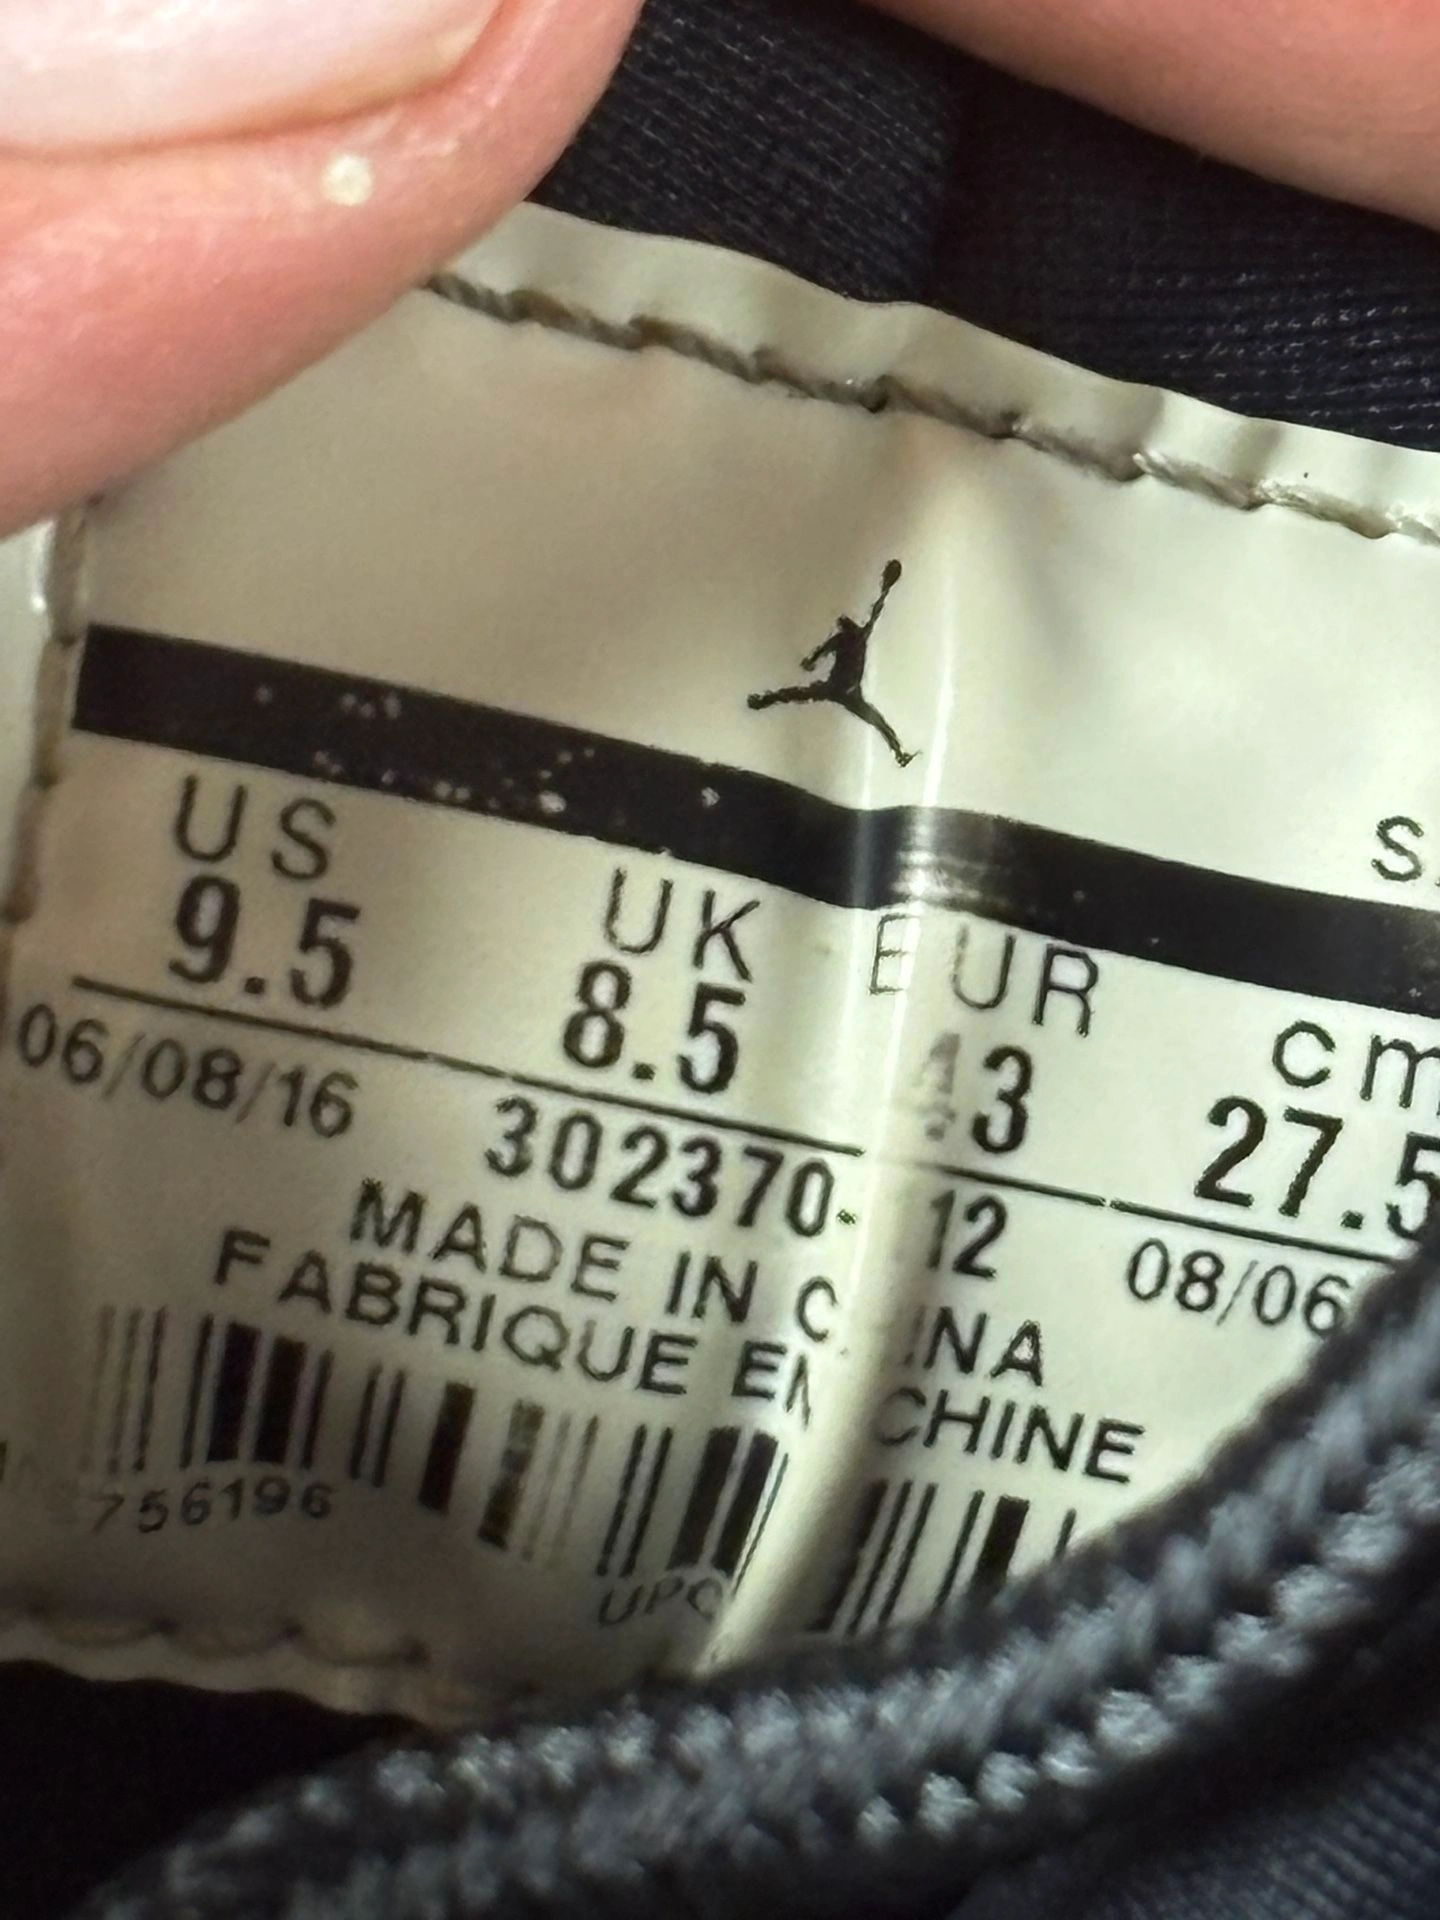 US UK EUR cm
9.5 8.5 43 27.5
06/08/16 302370- 12 08/06
MADE IN C INA
FABRIQUE EN CHINE
756196
UPC